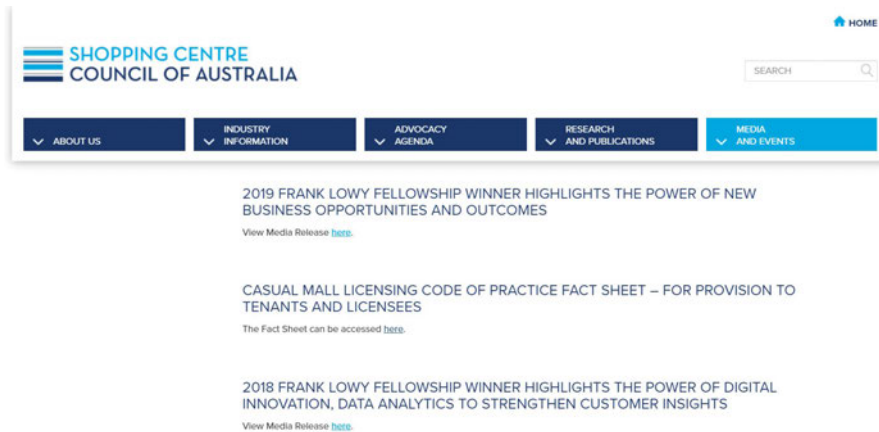 HOME
SHOPPING CENTRE
COUNCIL OF AUSTRALIA
SEARCH
ABOUT US
INDUSTRY
INFORMATION
ADVOCACY
AGENDA
RESEARCH
AND PUBLICATIONS
MEDIA
AND EVENTS
2019 FRANK LOWY FELLOWSHIP WINNER HIGHLIGHTS THE POWER OF NEW
BUSINESS OPPORTUNITIES AND OUTCOMES
View Media Release here.
CASUAL MALL LICENSING CODE OF PRACTICE FACT SHEET – FOR PROVISION TO
TENANTS AND LICENSEES
The Fact Sheet can be accessed here.
2018 FRANK LOWY FELLOWSHIP WINNER HIGHLIGHTS THE POWER OF DIGITAL
INNOVATION, DATA ANALYTICS TO STRENGTHEN CUSTOMER INSIGHTS
View Media Release here.